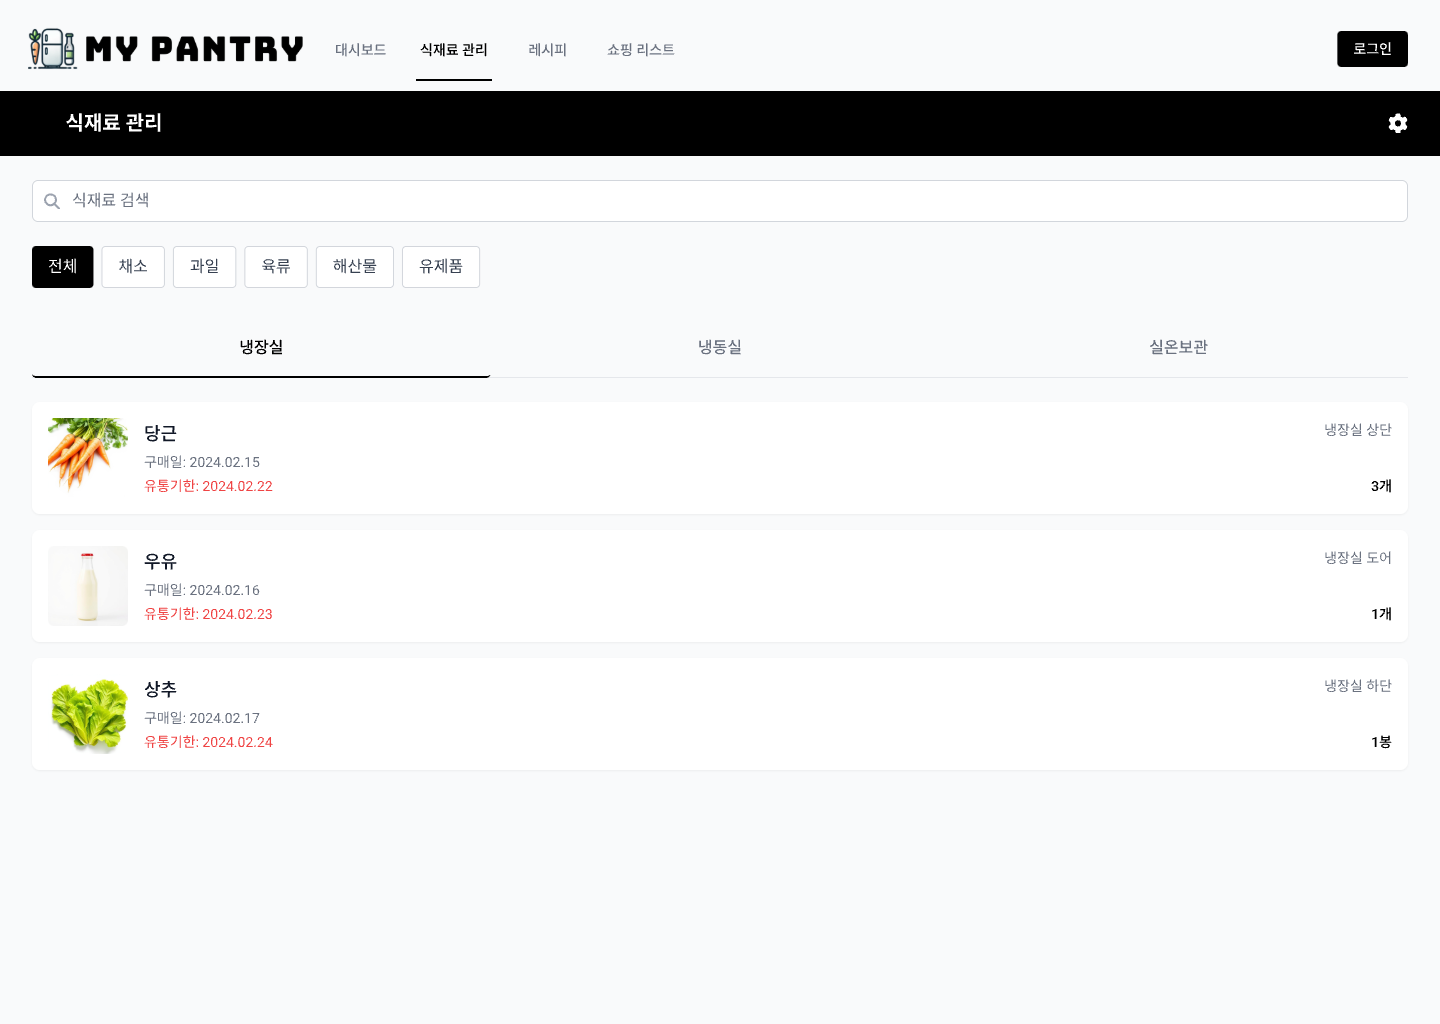 MY PANTRY
대시보드
식재료 관리
레시피
쇼핑 리스트
로그인
식재료 관리
식재료 검색
전체
채소
과일
육류
해산물
유제품
냉장실
냉동실
실온보관
당근
냉장실 상단
구매일: 2024.02.15
유통기한: 2024.02.22
3개
우유
냉장실 도어
구매일: 2024.02.16
유통기한: 2024.02.23
1개
상추
냉장실 하단
구매일: 2024.02.17
유통기한: 2024.02.24
1봉